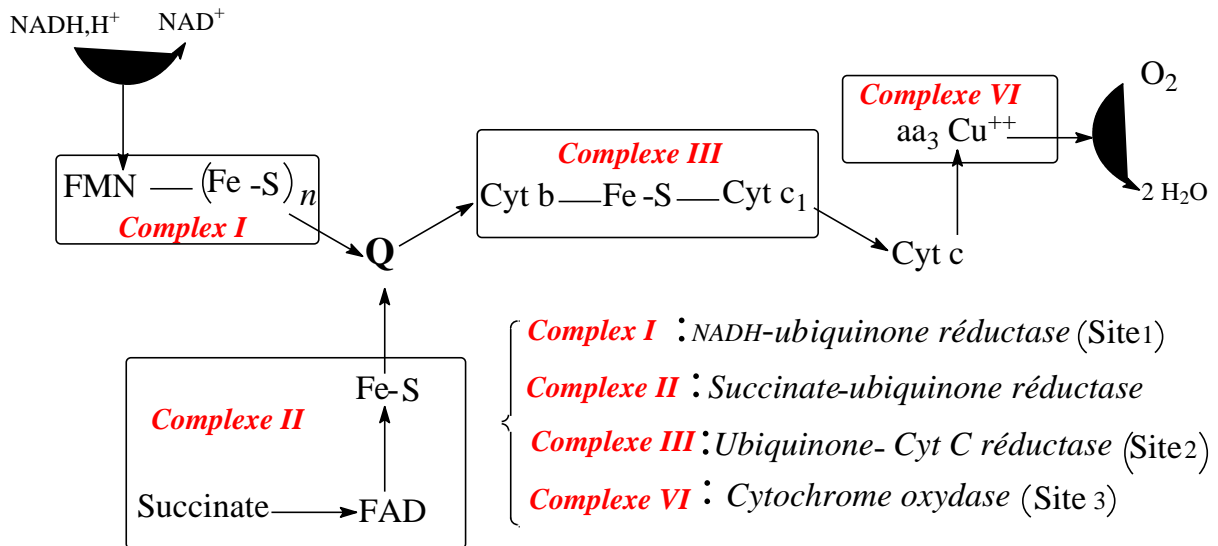 NADH,H+ NAD+
O2
Complexe VI
aa3 Cu++
2 H2O
Complexe III
Cyt b — Fe -S — Cyt c1
FMN — (Fe -S)n
Complex I
Q
Cyt c
Complex I : NADH-ubiquinone réductase (Site1)
Fe-S
Complexe II : Succinate-ubiquinone réductase
Complexe II
Complexe III : Ubiquinone- Cyt C réductase (Site2)
Succinate FAD
Complexe VI : Cytochrome oxydase (Site 3)